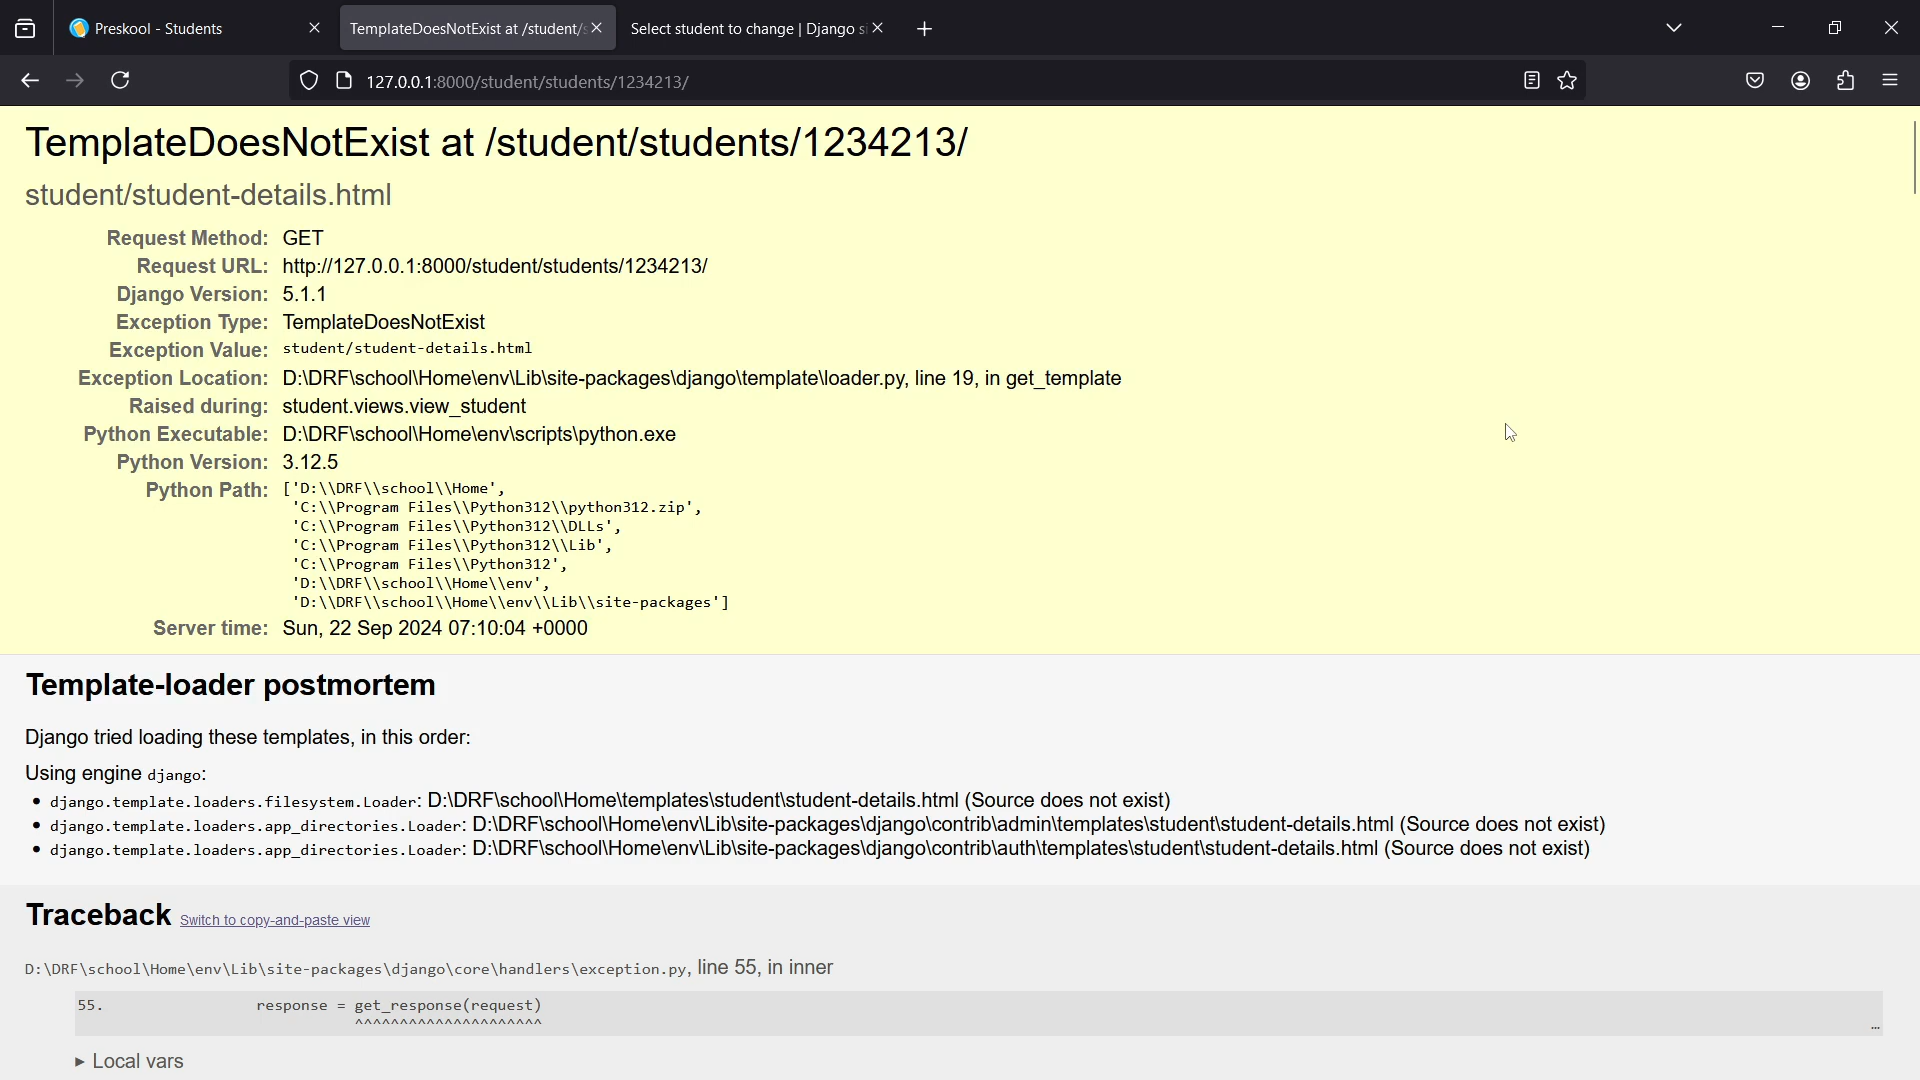 Preskool - Students
TemplateDoesNotExist at /student/s
Select student to change | Django si
127.0.0.1:8000/student/students/1234213/
TemplateDoesNotExist at /student/students/1234213/
student/student-details.html
Request Method: GET
Request URL: http://127.0.0.1:8000/student/students/1234213/
Django Version: 5.1.1
Exception Type: TemplateDoesNotExist
Exception Value: student/student-details.html
Exception Location: D:\DRF\school\Home\env\Lib\site-packages\django\template\loader.py, line 19, in get_template
Raised during: student.views.view_student
Python Executable: D:\DRF\school\Home\env\scripts\python.exe
Python Version: 3.12.5
Python Path: ['D:\\DRF\\school\\Home',
'C:\\Program Files\\Python312\\python312.zip',
'C:\\Program Files\\Python312\\DLLs',
'C:\\Program Files\\Python312\\Lib',
'C:\\Program Files\\Python312',
'D:\\DRF\\school\\Home\\env',
'D:\\DRF\\school\\Home\\env\\Lib\\site-packages']
Server time: Sun, 22 Sep 2024 07:10:04 +0000
Template-loader postmortem
Django tried loading these templates, in this order:
Using engine django:
• django.template.loaders.filesystem.Loader: D:\DRF\school\Home\templates\student\student-details.html (Source does not exist)
• django.template.loaders.app_directories.Loader: D:\DRF\school\Home\env\Lib\site-packages\django\contrib\admin\templates\student\student-details.html (Source does not exist)
• django.template.loaders.app_directories.Loader: D:\DRF\school\Home\env\Lib\site-packages\django\contrib\auth\templates\student\student-details.html (Source does not exist)
Traceback Switch to copy-and-paste view
D:\DRF\school\Home\env\Lib\site-packages\django\core\handlers\exception.py, line 55, in inner
55. response = get_response(request)
^^^^^^^^^^^^^^^^^^^^^ …
▶ Local vars